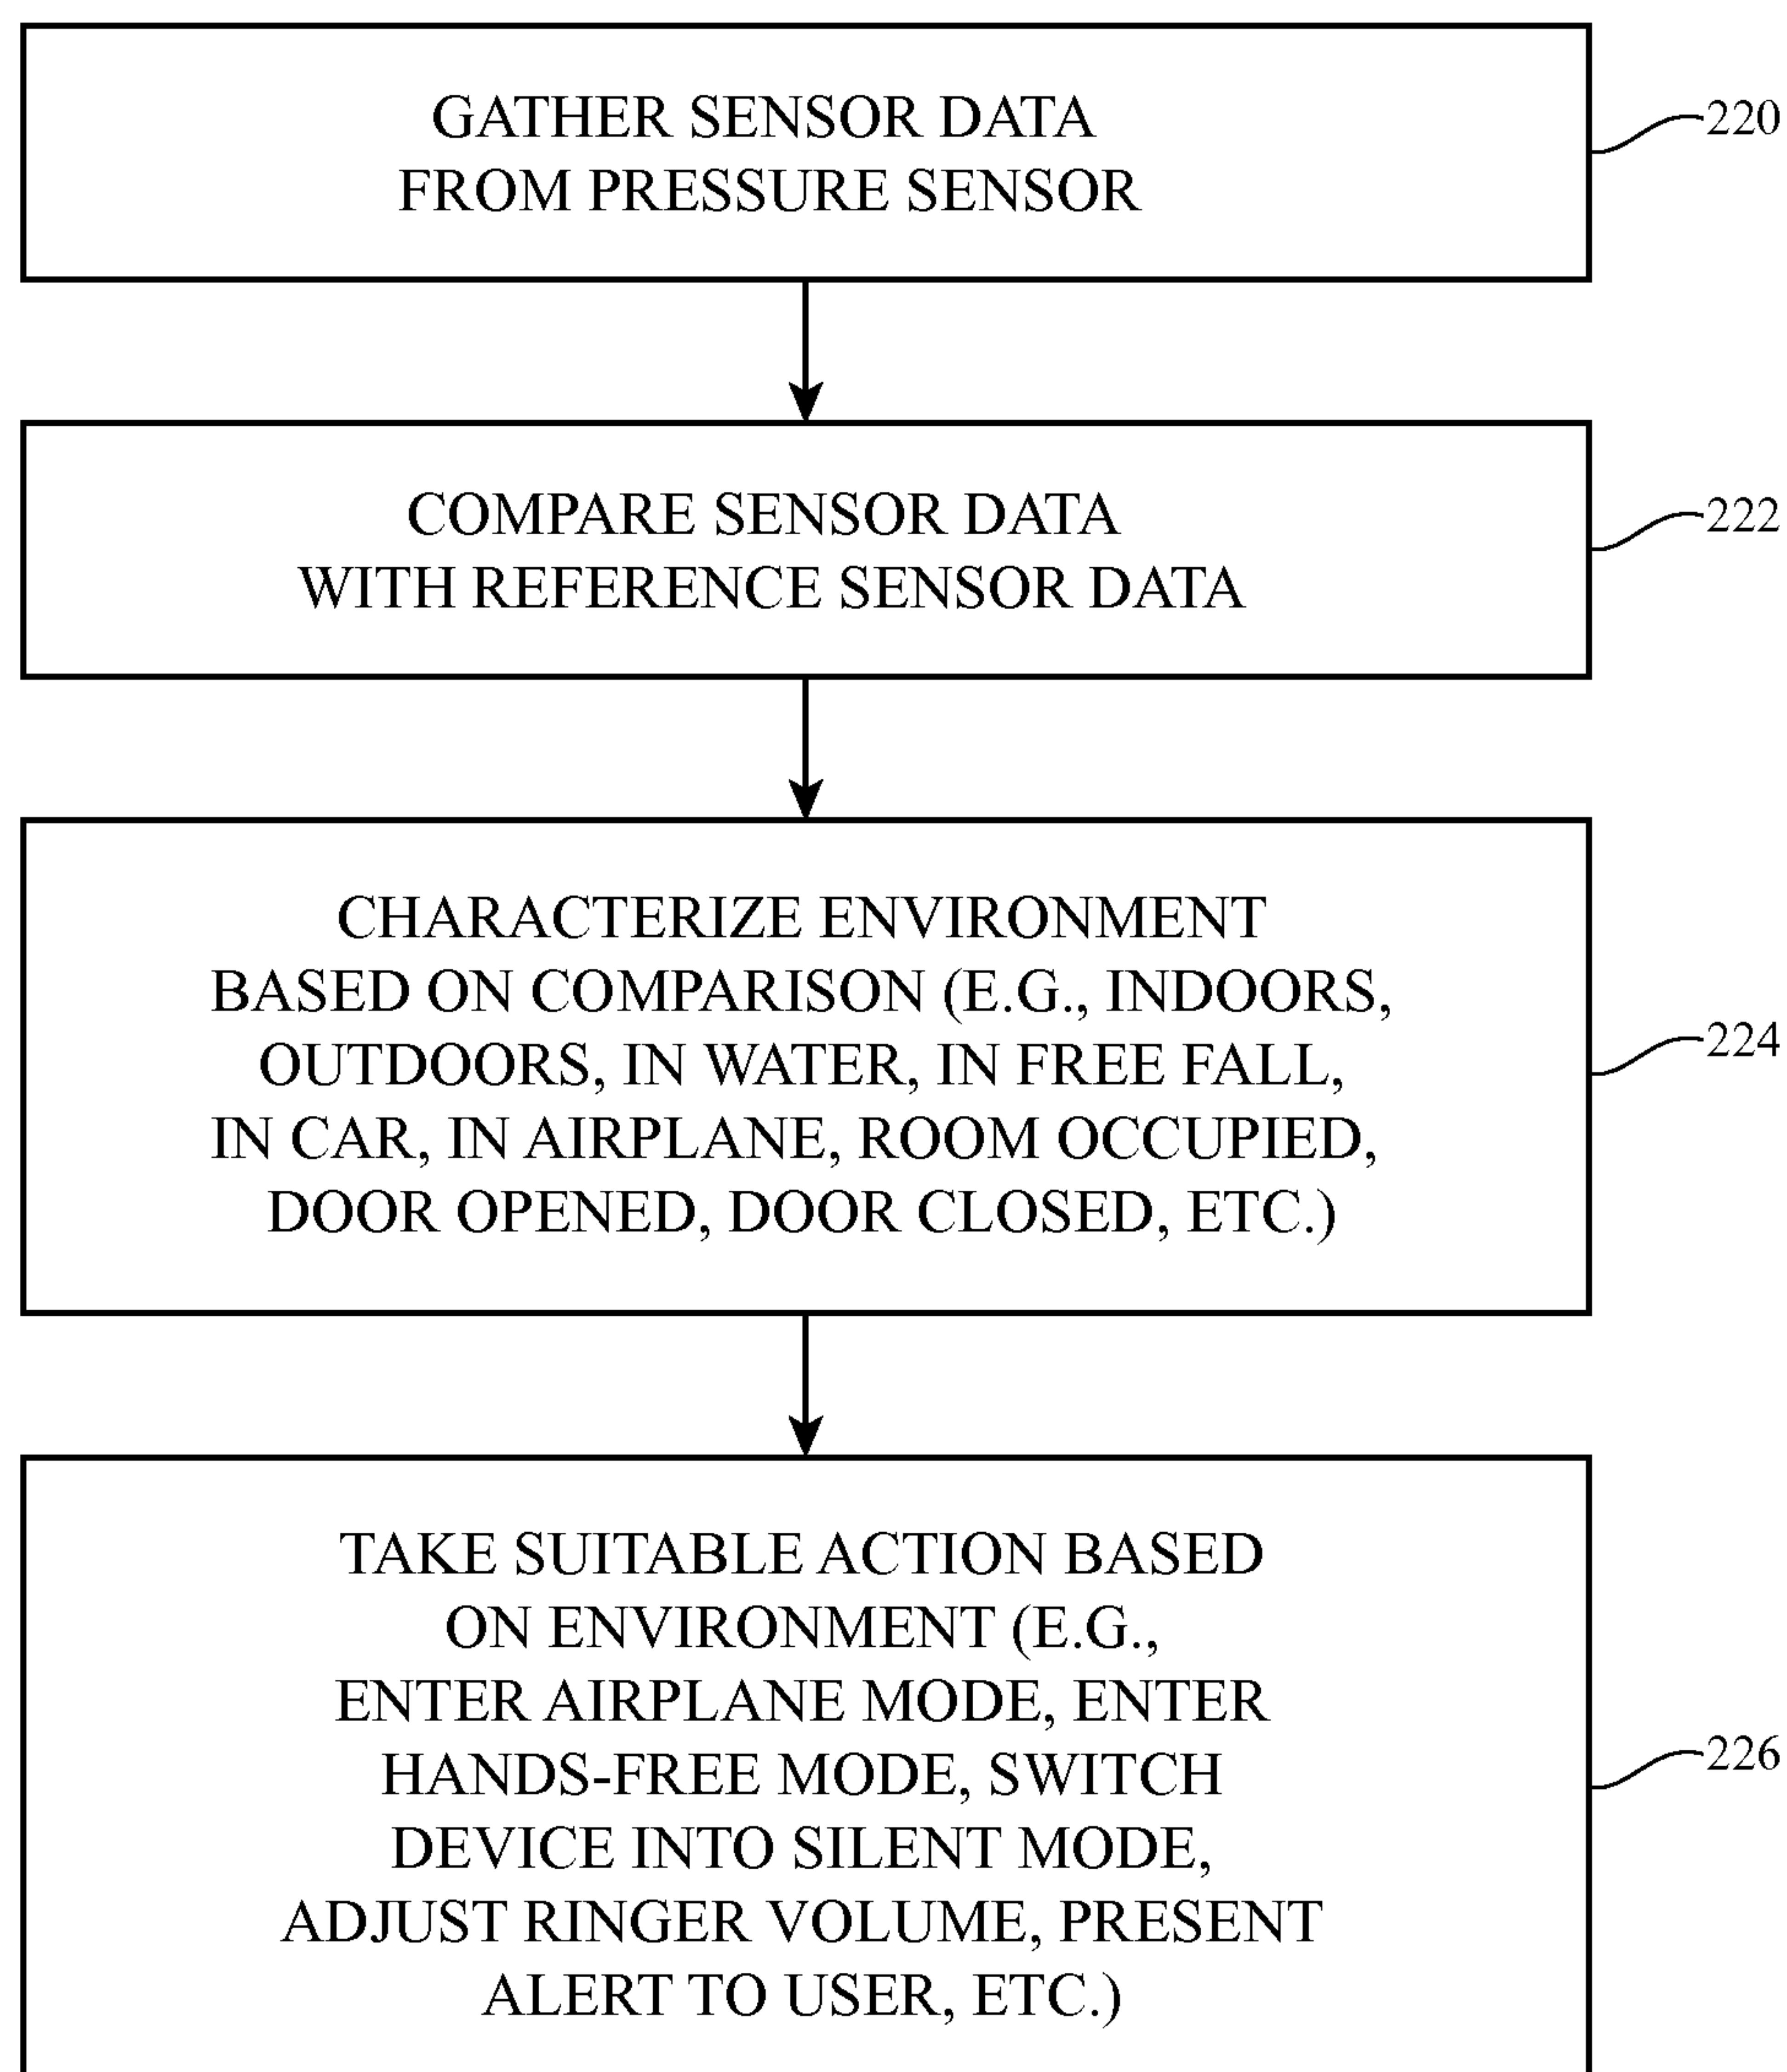 GATHER SENSOR DATA
FROM PRESSURE SENSOR
220
COMPARE SENSOR DATA
WITH REFERENCE SENSOR DATA
222
CHARACTERIZE ENVIRONMENT
BASED ON COMPARISON (E.G., INDOORS,
OUTDOORS, IN WATER, IN FREE FALL,
IN CAR, IN AIRPLANE, ROOM OCCUPIED,
DOOR OPENED, DOOR CLOSED, ETC.)
224
TAKE SUITABLE ACTION BASED
ON ENVIRONMENT (E.G.,
ENTER AIRPLANE MODE, ENTER
HANDS-FREE MODE, SWITCH
DEVICE INTO SILENT MODE,
ADJUST RINGER VOLUME, PRESENT
ALERT TO USER, ETC.)
226